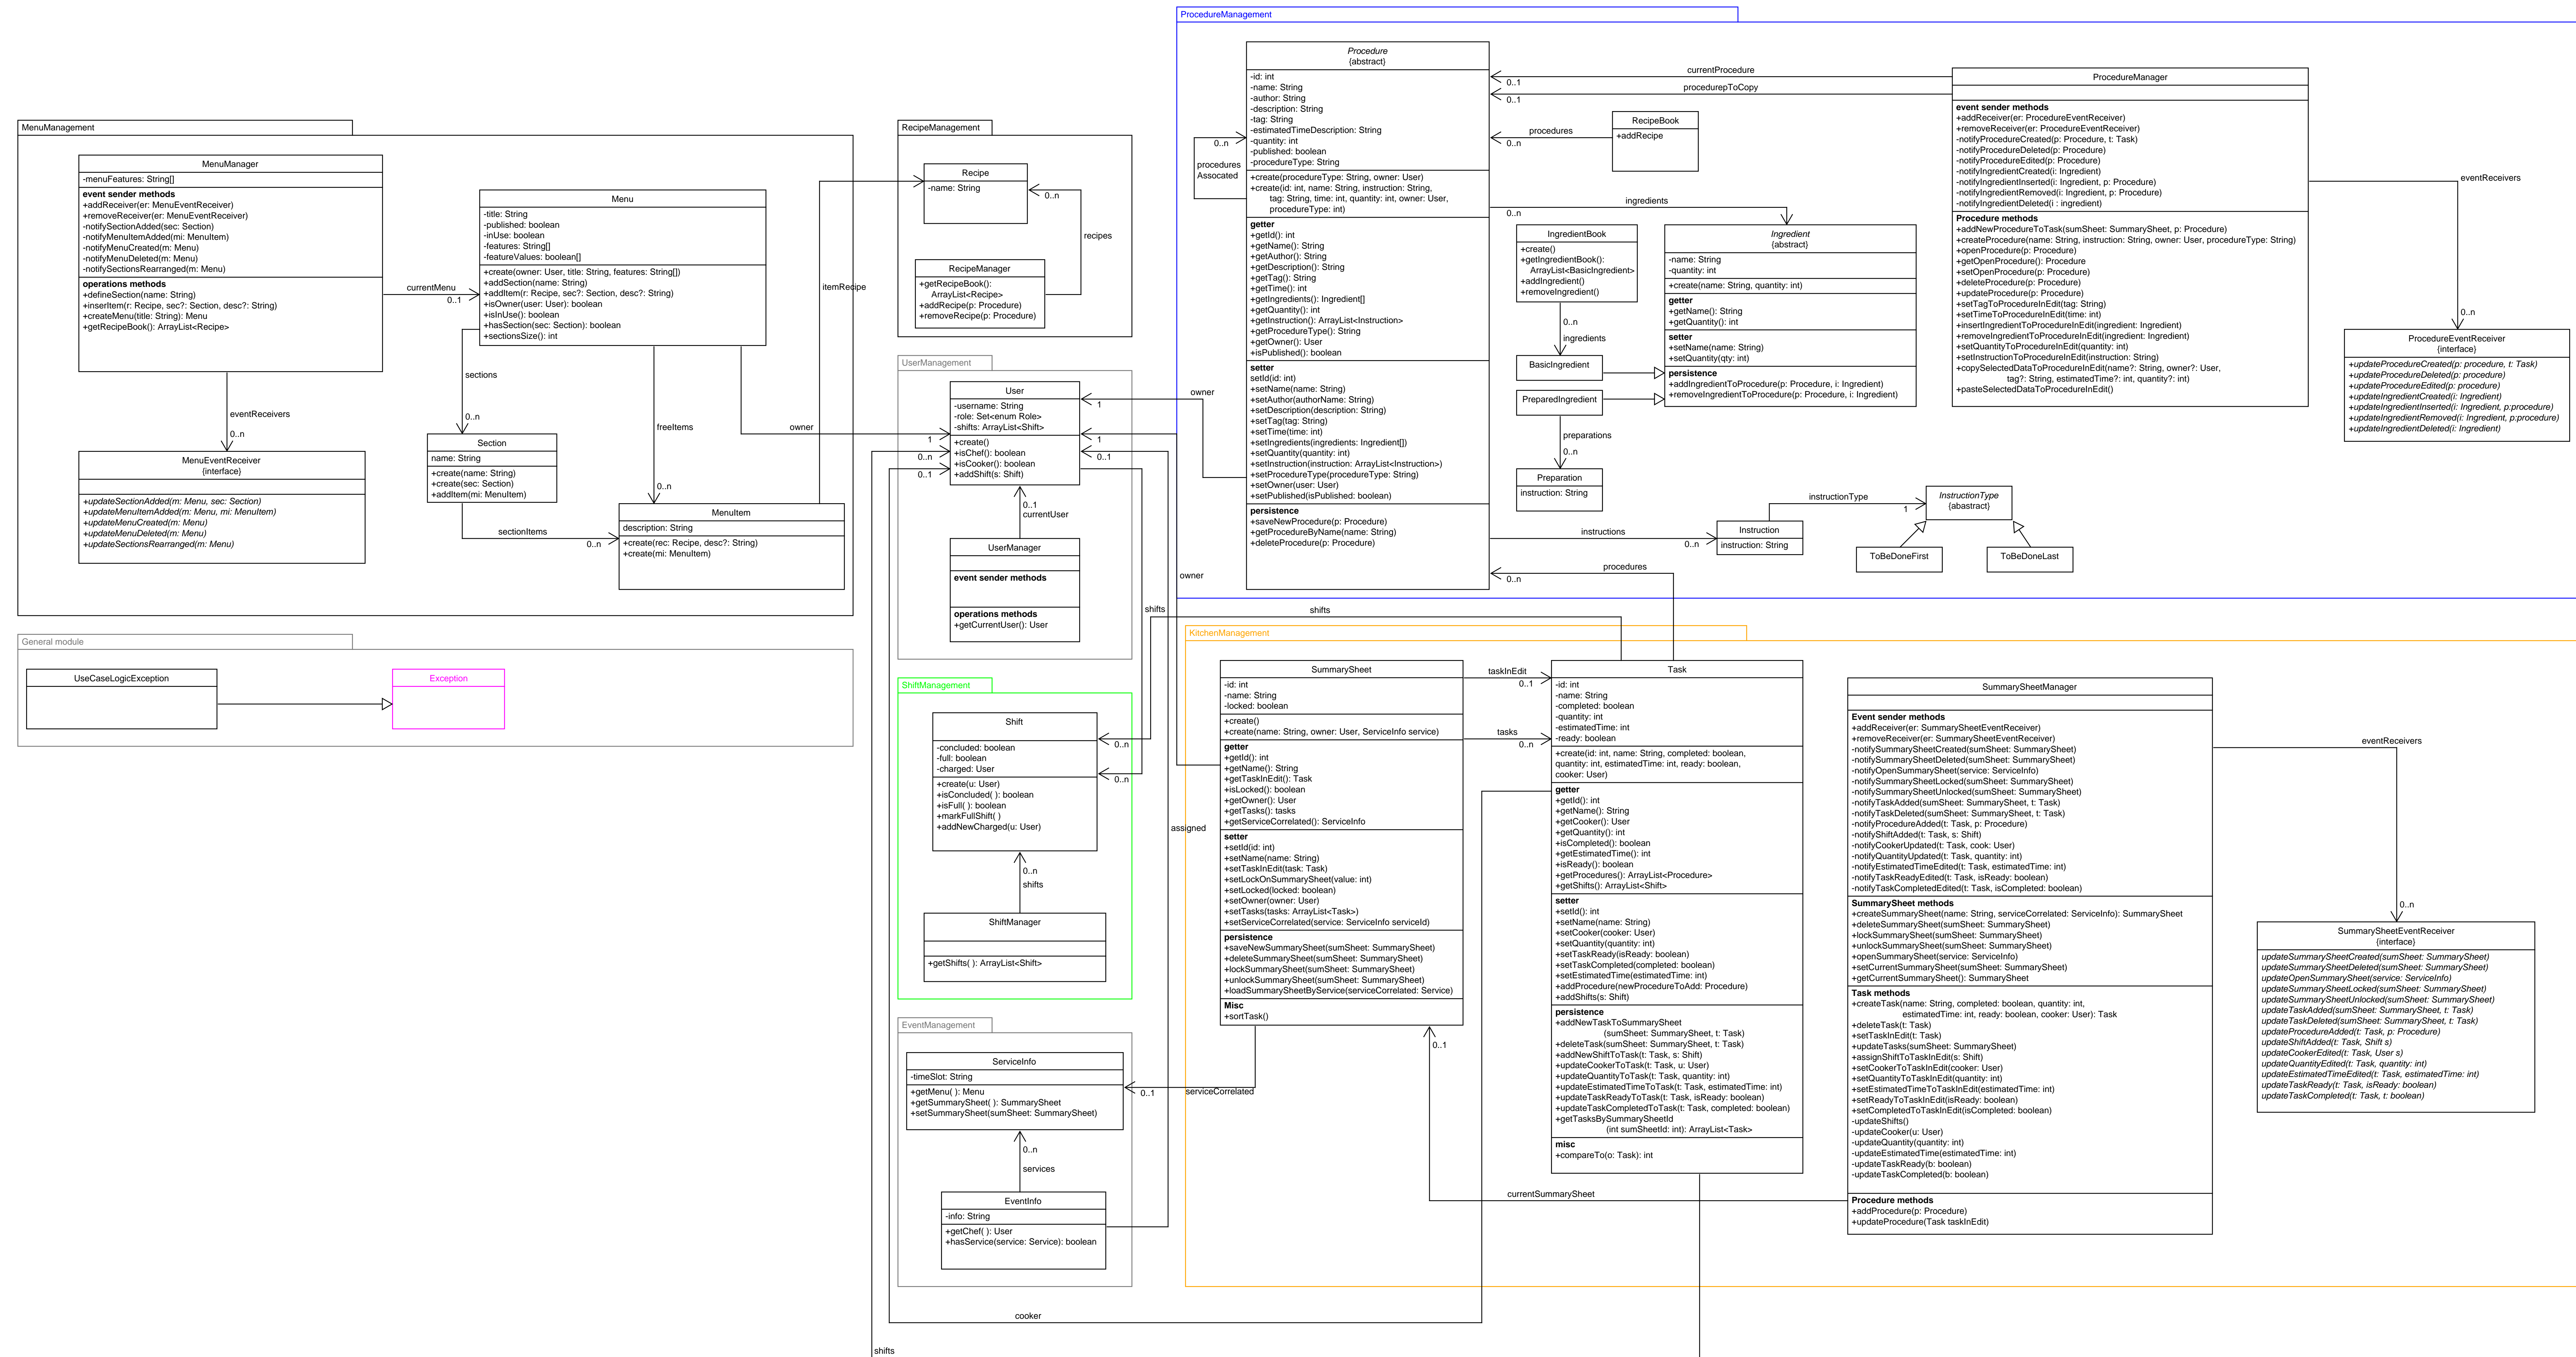 MenuManagement
MenuManager
-menuFeatures: String[]
event sender methods
+addReceiver(er: MenuEventReceiver)
+removeReceiver(er: MenuEventReceiver)
-notifySectionAdded(sec: Section)
-notifyMenuItemAdded(mi: MenuItem)
-notifyMenuCreated(m: Menu)
-notifyMenuDeleted(m: Menu)
-notifySectionsRearranged(m: Menu)
operations methods
+defineSection(name: String)
+inserItem(r: Recipe, sec?: Section, desc?: String)
+createMenu(title: String): Menu
+getRecipeBook(): ArrayList<Recipe>
currentMenu
0..1
eventReceivers
0..n
MenuEventReceiver
{interface}
+updateSectionAdded(m: Menu, sec: Section)
+updateMenuItemAdded(m: Menu, mi: MenuItem)
+updateMenuCreated(m: Menu)
+updateMenuDeleted(m: Menu)
+updateSectionsRearranged(m: Menu)
Menu
-title: String
-published: boolean
-inUse: boolean
-features: String[]
-featureValues: boolean[]
+create(owner: User, title: String, features: String[])
+addSection(name: String)
+addItem(r: Recipe, sec?: Section, desc?: String)
+isOwner(user: User): boolean
+isInUse(): boolean
+hasSection(sec: Section): boolean
+sectionsSize(): int
sections
0..n
Section
name: String
+create(name: String)
+create(sec: Section)
+addItem(mi: MenuItem)
sectionItems
0..n
freeItems
0..n
owner
1
itemRecipe
MenuItem
description: String
+create(rec: Recipe, desc?: String)
+create(mi: MenuItem)
General module
UseCaseLogicException
Exception
RecipeManagement
Recipe
-name: String
0..n
recipes
RecipeManager
+getRecipeBook():
ArrayList<Recipe>
+addRecipe(p: Procedure)
+removeRecipe(p: Procedure)
UserManagement
User
-username: String
-role: Set<enum Role>
-shifts: ArrayList<Shift>
+create()
+isChef(): boolean
+isCooker(): boolean
+addShift(s: Shift)
1
1
0..1
0..n
0..1
0..1
currentUser
UserManager
event sender methods
operations methods
+getCurrentUser(): User
shifts
owner
owner
shifts
ShiftManagement
Shift
-concluded: boolean
-full: boolean
-charged: User
+create(u: User)
+isConcluded( ): boolean
+isFull( ): boolean
+markFullShift( )
+addNewCharged(u: User)
0..n
0..n
0..n
shifts
assigned
ShiftManager
+getShifts( ): ArrayList<Shift>
EventManagement
ServiceInfo
-timeSlot: String
+getMenu( ): Menu
+getSummarySheet( ): SummarySheet
+setSummarySheet(sumSheet: SummarySheet)
0..1
serviceCorrelated
0..n
services
EventInfo
-info: String
+getChef( ): User
+hasService(service: Service): boolean
cooker
shifts
ProcedureManagement
Procedure
{abstract}
-id: int
-name: String
-author: String
-description: String
-tag: String
-estimatedTimeDescription: String
-quantity: int
-published: boolean
-procedureType: String
+create(procedureType: String, owner: User)
+create(id: int, name: String, instruction: String,
tag: String, time: int, quantity: int, owner: User,
procedureType: int)
getter
+getId(): int
+getName(): String
+getAuthor(): String
+getDescription(): String
+getTag(): String
+getTime(): int
+getIngredients(): Ingredient[]
+getQuantity(): int
+getInstruction(): ArrayList<Instruction>
+getProcedureType(): String
+getOwner(): User
+isPublished(): boolean
setter
setId(id: int)
+setName(name: String)
+setAuthor(authorName: String)
+setDescription(description: String)
+setTag(tag: String)
+setTime(time: int)
+setIngredients(ingredients: Ingredient[])
+setQuantity(quantity: int)
+setInstruction(instruction: ArrayList<Instruction>)
+setProcedureType(procedureType: String)
+setOwner(user: User)
+setPublished(isPublished: boolean)
persistence
+saveNewProcedure(p: Procedure)
+getProcedureByName(name: String)
+deleteProcedure(p: Procedure)
0..n
procedures
Assocated
currentProcedure
0..1
procedurepToCopy
0..1
procedures
0..n
RecipeBook
+addRecipe
ingredients
0..n
IngredientBook
+create()
+getIngredientBook():
ArrayList<BasicIngredient>
+addIngredient()
+removeIngredient()
0..n
ingredients
BasicIngredient
PreparedIngredient
preparations
0..n
Preparation
instruction: String
Ingredient
{abstract}
-name: String
-quantity: int
+create(name: String, quantity: int)
getter
+getName(): String
+getQuantity(): int
setter
+setName(name: String)
+setQuantity(qty: int)
persistence
+addIngredientToProcedure(p: Procedure, i: Ingredient)
+removeIngredientToProcedure(p: Procedure, i: Ingredient)
instructions
0..n
Instruction
instruction: String
instructionType
1
InstructionType
{abastract}
ToBeDoneFirst
ToBeDoneLast
procedures
0..n
ProcedureManager
event sender methods
+addReceiver(er: ProcedureEventReceiver)
+removeReceiver(er: ProcedureEventReceiver)
-notifyProcedureCreated(p: Procedure, t: Task)
-notifyProcedureDeleted(p: Procedure)
-notifyProcedureEdited(p: Procedure)
-notifyIngredientCreated(i: Ingredient)
-notifyIngredientInserted(i: Ingredient, p: Procedure)
-notifyIngredientRemoved(i: Ingredient, p: Procedure)
-notifyIngredientDeleted(i : ingredient)
Procedure methods
+addNewProcedureToTask(sumSheet: SummarySheet, p: Procedure)
+createProcedure(name: String, instruction: String, owner: User, procedureType: String)
+openProcedure(p: Procedure)
+getOpenProcedure(): Procedure
+setOpenProcedure(p: Procedure)
+deleteProcedure(p: Procedure)
+updateProcedure(p: Procedure)
+setTagToProcedureInEdit(tag: String)
+setTimeToProcedureInEdit(time: int)
+insertIngredientToProcedureInEdit(ingredient: Ingredient)
+removeIngredientToProcedureInEdit(ingredient: Ingredient)
+setQuantityToProcedureInEdit(quantity: int)
+setInstructionToProcedureInEdit(instruction: String)
+copySelectedDataToProcedureInEdit(name?: String, owner?: User,
tag?: String, estimatedTime?: int, quantity?: int)
+pasteSelectedDataToProcedureInEdit()
eventReceivers
0..n
ProcedureEventReceiver
{interface}
+updateProcedureCreated(p: procedure, t: Task)
+updateProcedureDeleted(p: procedure)
+updateProcedureEdited(p: procedure)
+updateIngredientCreated(i: Ingredient)
+updateIngredientInserted(i: Ingredient, p:procedure)
+updateIngredientRemoved(i: Ingredient, p:procedure)
+updateIngredientDeleted(i: Ingredient)
KitchenManagement
SummarySheet
-id: int
-name: String
-locked: boolean
+create()
+create(name: String, owner: User, ServiceInfo service)
getter
+getId(): int
+getName(): String
+getTaskInEdit(): Task
+isLocked(): boolean
+getOwner(): User
+getTasks(): tasks
+getServiceCorrelated(): ServiceInfo
setter
+setId(id: int)
+setName(name: String)
+setTaskInEdit(task: Task)
+setLockOnSummarySheet(value: int)
+setLocked(locked: boolean)
+setOwner(owner: User)
+setTasks(tasks: ArrayList<Task>)
+setServiceCorrelated(service: ServiceInfo serviceId)
persistence
+saveNewSummarySheet(sumSheet: SummarySheet)
+deleteSummarySheet(sumSheet: SummarySheet)
+lockSummarySheet(sumSheet: SummarySheet)
+unlockSummarySheet(sumSheet: SummarySheet)
+loadSummarySheetByService(serviceCorrelated: Service)
Misc
+sortTask()
taskInEdit
0..1
tasks
0..n
0..1
currentSummarySheet
Task
-id: int
-name: String
-completed: boolean
-quantity: int
-estimatedTime: int
-ready: boolean
+create(id: int, name: String, completed: boolean,
quantity: int, estimatedTime: int, ready: boolean,
cooker: User)
getter
+getId(): int
+getName(): String
+getCooker(): User
+getQuantity(): int
+isCompleted(): boolean
+getEstimatedTime(): int
+isReady(): boolean
+getProcedures(): ArrayList<Procedure>
+getShifts(): ArrayList<Shift>
setter
+setId(): int
+setName(name: String)
+setCooker(cooker: User)
+setQuantity(quantity: int)
+setTaskReady(isReady: boolean)
+setTaskCompleted(completed: boolean)
+setEstimatedTime(estimatedTime: int)
+addProcedure(newProcedureToAdd: Procedure)
+addShifts(s: Shift)
persistence
+addNewTaskToSummarySheet
(sumSheet: SummarySheet, t: Task)
+deleteTask(sumSheet: SummarySheet, t: Task)
+addNewShiftToTask(t: Task, s: Shift)
+updateCookerToTask(t: Task, u: User)
+updateQuantityToTask(t: Task, quantity: int)
+updateEstimatedTimeToTask(t: Task, estimatedTime: int)
+updateTaskReadyToTask(t: Task, isReady: boolean)
+updateTaskCompletedToTask(t: Task, completed: boolean)
+getTasksBySummarySheetId
(int sumSheetId: int): ArrayList<Task>
misc
+compareTo(o: Task): int
SummarySheetManager
Event sender methods
+addReceiver(er: SummarySheetEventReceiver)
+removeReceiver(er: SummarySheetEventReceiver)
-notifySummarySheetCreated(sumSheet: SummarySheet)
-notifySummarySheetDeleted(sumSheet: SummarySheet)
-notifyOpenSummarySheet(service: ServiceInfo)
-notifySummarySheetLocked(sumSheet: SummarySheet)
-notifySummarySheetUnlocked(sumSheet: SummarySheet)
-notifyTaskAdded(sumSheet: SummarySheet, t: Task)
-notifyTaskDeleted(sumSheet: SummarySheet, t: Task)
-notifyProcedureAdded(t: Task, p: Procedure)
-notifyShiftAdded(t: Task, s: Shift)
-notifyCookerUpdated(t: Task, cook: User)
-notifyQuantityUpdated(t: Task, quantity: int)
-notifyEstimatedTimeEdited(t: Task, estimatedTime: int)
-notifyTaskReadyEdited(t: Task, isReady: boolean)
-notifyTaskCompletedEdited(t: Task, isCompleted: boolean)
SummarySheet methods
+createSummarySheet(name: String, serviceCorrelated: ServiceInfo): SummarySheet
+deleteSummarySheet(sumSheet: SummarySheet)
+lockSummarySheet(sumSheet: SummarySheet)
+unlockSummarySheet(sumSheet: SummarySheet)
+openSummarySheet(service: ServiceInfo)
+setCurrentSummarySheet(sumSheet: SummarySheet)
+getCurrentSummarySheet(): SummarySheet
Task methods
+createTask(name: String, completed: boolean, quantity: int,
estimatedTime: int, ready: boolean, cooker: User): Task
+deleteTask(t: Task)
+setTaskInEdit(t: Task)
+updateTasks(sumSheet: SummarySheet)
+assignShiftToTaskInEdit(s: Shift)
+setCookerToTaskInEdit(cooker: User)
+setQuantityToTaskInEdit(quantity: int)
+setEstimatedTimeToTaskInEdit(estimatedTime: int)
+setReadyToTaskInEdit(isReady: boolean)
+setCompletedToTaskInEdit(isCompleted: boolean)
-updateShifts()
-updateCooker(u: User)
-updateQuantity(quantity: int)
-updateEstimatedTime(estimatedTime: int)
-updateTaskReady(b: boolean)
-updateTaskCompleted(b: boolean)
Procedure methods
+addProcedure(p: Procedure)
+updateProcedure(Task taskInEdit)
eventReceivers
0..n
SummarySheetEventReceiver
{interface}
updateSummarySheetCreated(sumSheet: SummarySheet)
updateSummarySheetDeleted(sumSheet: SummarySheet)
updateOpenSummarySheet(service: ServiceInfo)
updateSummarySheetLocked(sumSheet: SummarySheet)
updateSummarySheetUnlocked(sumSheet: SummarySheet)
updateTaskAdded(sumSheet: SummarySheet, t: Task)
updateTaskDeleted(sumSheet: SummarySheet, t: Task)
updateProcedureAdded(t: Task, p: Procedure)
updateShiftAdded(t: Task, Shift s)
updateCookerEdited(t: Task, User s)
updateQuantityEdited(t: Task, quantity: int)
updateEstimatedTimeEdited(t: Task, estimatedTime: int)
updateTaskReady(t: Task, isReady: boolean)
updateTaskCompleted(t: Task, t: boolean)